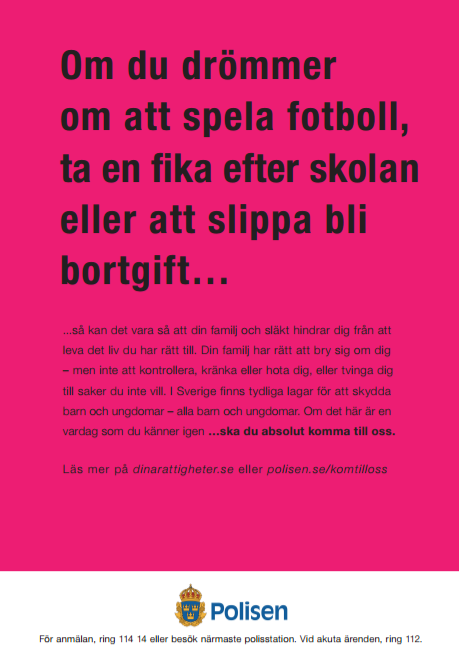 Om du drömmer
om att spela fotboll,
ta en fika efter skolan
eller att slippa bli
bortgift...
...så kan det vara så att din familj och släkt hindrar dig från att
leva det liv du har rätt till. Din familj har rätt att bry sig om dig
– men inte att kontrollera, kränka eller hota dig, eller tvinga dig
till saker du inte vill. I Sverige finns tydliga lagar för att skydda
barn och ungdomar – alla barn och ungdomar. Om det här är en
vardag som du känner igen ...ska du absolut komma till oss.
Läs mer på dinarattigheter.se eller polisen.se/komtilloss
Polisen
För anmälan, ring 114 14 eller besök närmaste polisstation. Vid akuta ärenden, ring 112.